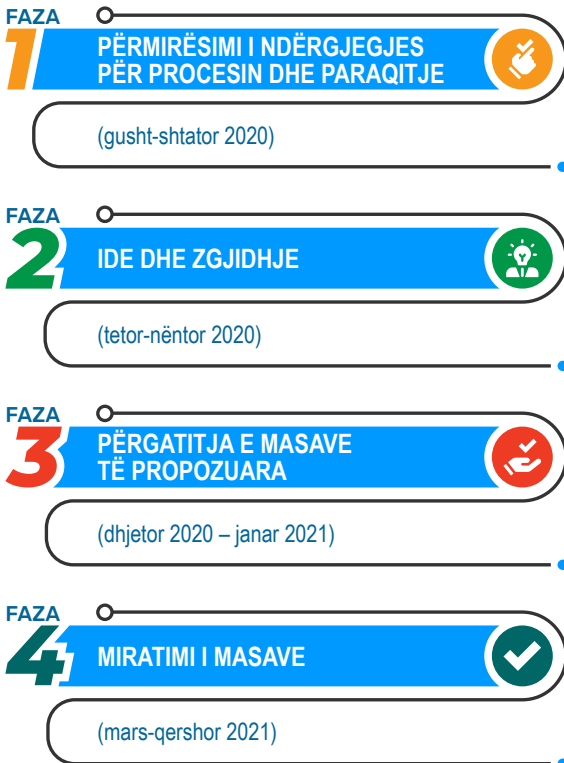 FAZA
1
PËRMIRËSIMI I NDËRGJEGJES
PËR PROCESIN DHE PARAQITJE
(gusht-shtator 2020)
FAZA
2
IDE DHE ZGJIDHJE
(tetor-nëntor 2020)
FAZA
3
PËRGATITJA E MASAVE
TË PROPOZUARA
(dhjetor 2020 – janar 2021)
FAZA
4
MIRATIMI I MASAVE
(mars-qershor 2021)